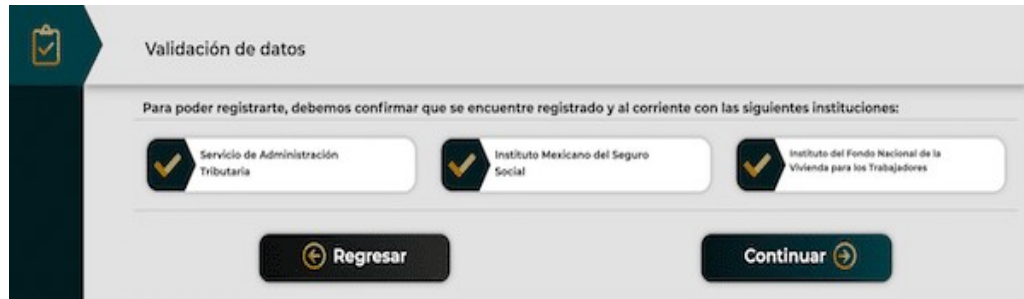 Validación de datos
Para poder registrarte, debemos confirmar que se encuentre registrado y al corriente con las siguientes instituciones:
Servicio de Administración
Tributaria
Instituto Mexicano del Seguro
Social
Instituto del Fondo Nacional de la
Vivienda para los Trabajadores
Regresar
Continuar